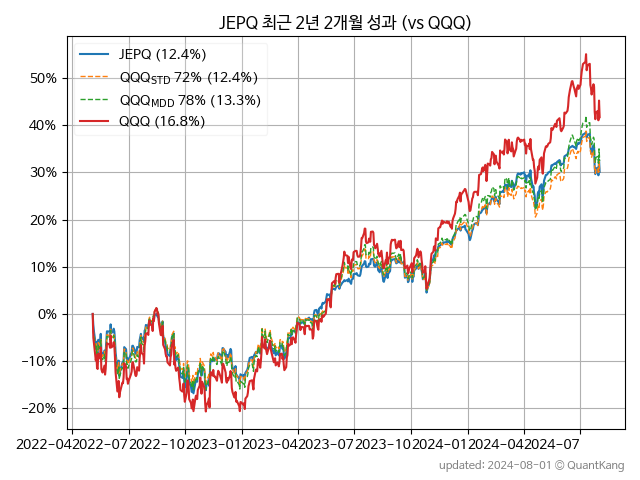 JEPQ 최근 2년 2개월 성과 (vs QQQ)
JEPQ (12.4%)
QQQSTD 72% (12.4%)
QQQMDD 78% (13.3%)
QQQ (16.8%)
50%
40%
30%
20%
10%
0%
−10%
−20%
2022-04 2022-07 2022-10 2023-01 2023-04 2023-07 2023-10 2024-01 2024-04 2024-07
updated: 2024-08-01 © QuantKang